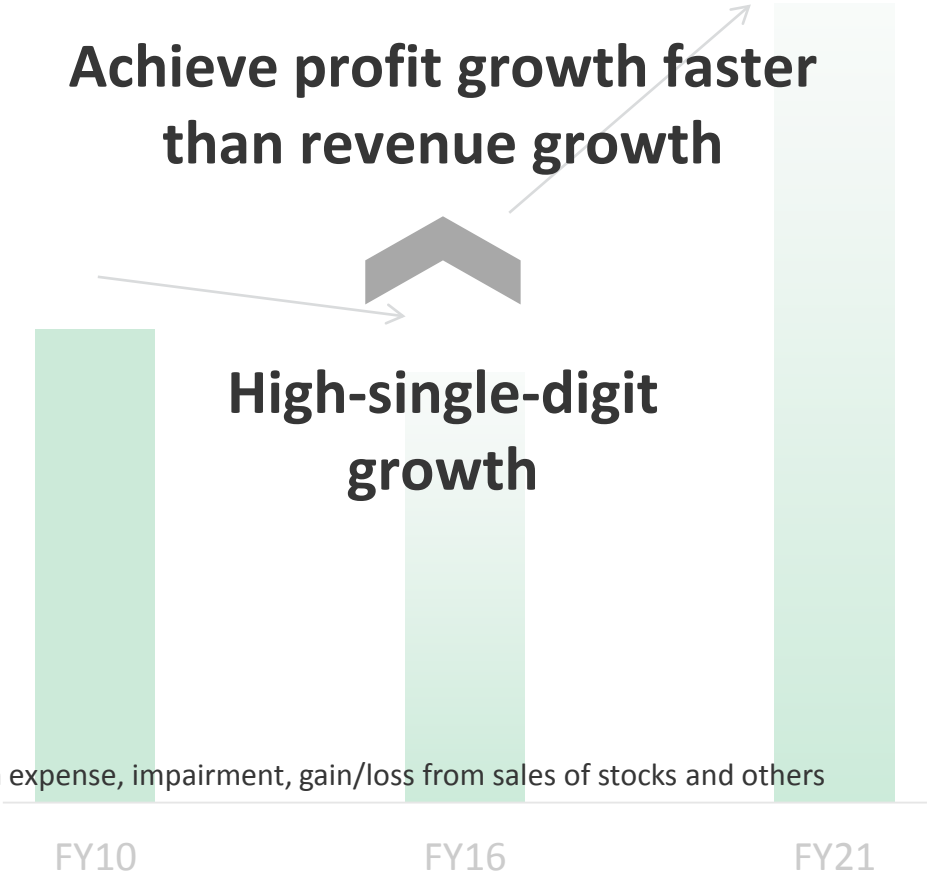 Achieve profit growth faster
than revenue growth
High-single-digit
growth
expense, impairment, gain/loss from sales of stocks and others
FY10
FY16
FY21